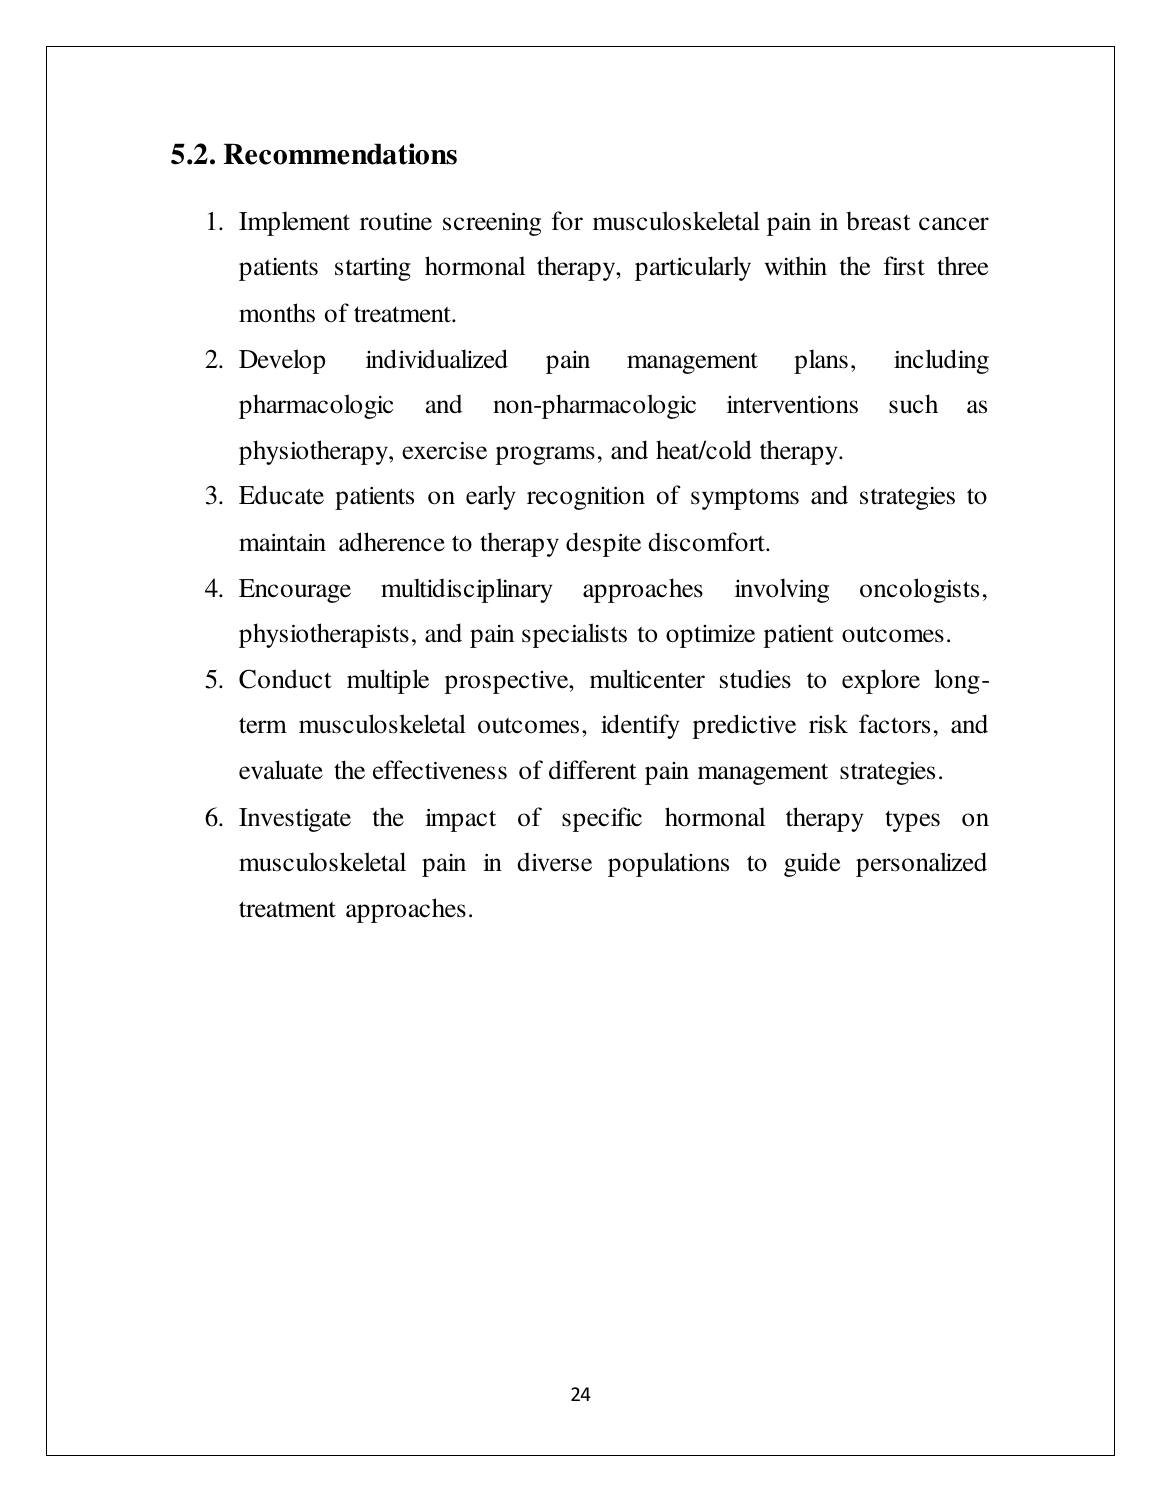 5.2. Recommendations
1. Implement routine screening for musculoskeletal pain in breast cancer
patients starting hormonal therapy, particularly within the first three
months of treatment.
2. Develop individualized pain management plans, including
pharmacologic and non-pharmacologic interventions such as
physiotherapy, exercise programs, and heat/cold therapy.
3. Educate patients on early recognition of symptoms and strategies to
maintain adherence to therapy despite discomfort.
4. Encourage multidisciplinary approaches involving oncologists,
physiotherapists, and pain specialists to optimize patient outcomes.
5. Conduct multiple prospective, multicenter studies to explore long-
term musculoskeletal outcomes, identify predictive risk factors, and
evaluate the effectiveness of different pain management strategies.
6. Investigate the impact of specific hormonal therapy types on
musculoskeletal pain in diverse populations to guide personalized
treatment approaches.
24